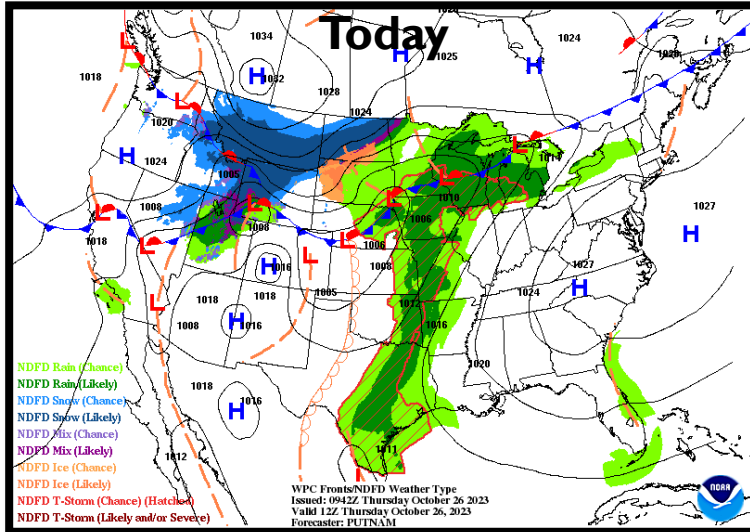 Today
1034
1028
1025
1024
1028
1018
H
H
H
1032
1028
L
L
1020
1024
H
1024
L
1011
L
1005
L
1010
1008
L
L
1006
1008
1027
H
L
1018
L
L
1006
1008
L
H
1016
1018
1018
1005
1027
H
1024
L
1012
1008
H
1016
1016
1020
1018
H
1016
1012
1011
L
NDFD Rain (Chance)
NDFD Rain (Likely)
NDFD Snow (Chance)
NDFD Snow (Likely)
NDFD Mix (Chance)
NDFD Mix (Likely)
NDFD Ice (Chance)
NDFD Ice (Likely)
NDFD T-Storm (Chance) (Hatched)
NDFD T-Storm (Likely and/or Severe)
WPC Fronts/NDFD Weather Type
Issued: 0942Z Thursday October 26 2023
Valid 12Z Thursday October 26, 2023
Forecaster: PUTNAM
NOAA